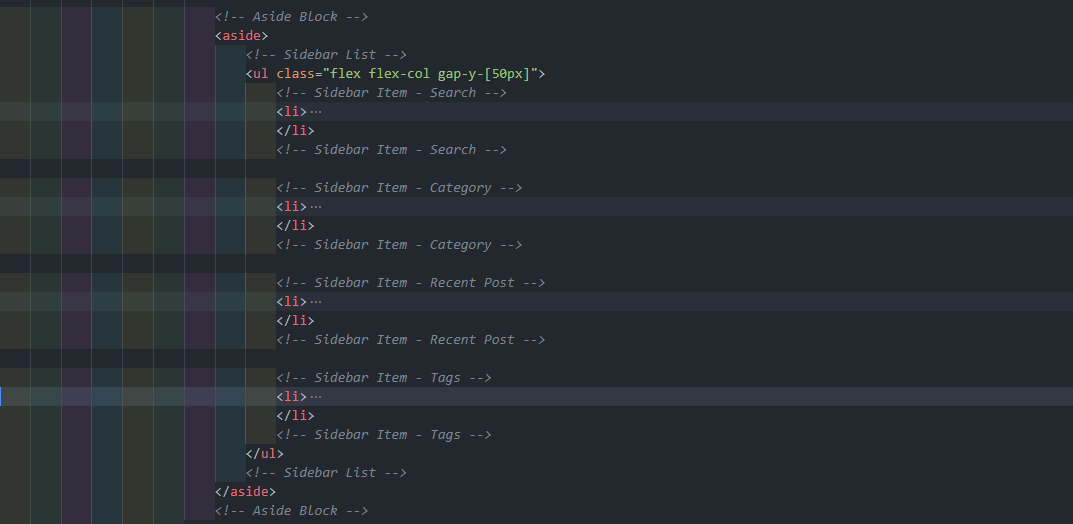 <!-- Aside Block -->
<aside>
<!-- Sidebar List -->
<ul class="flex flex-col gap-y-[50px]">
<!-- Sidebar Item - Search -->
<li>···
</li>
<!-- Sidebar Item - Search -->
<!-- Sidebar Item - Category -->
<li>···
</li>
<!-- Sidebar Item - Category -->
<!-- Sidebar Item - Recent Post -->
<li>···
</li>
<!-- Sidebar Item - Recent Post -->
<!-- Sidebar Item - Tags -->
<li>···
</li>
<!-- Sidebar Item - Tags -->
</ul>
<!-- Sidebar List -->
</aside>
<!-- Aside Block -->